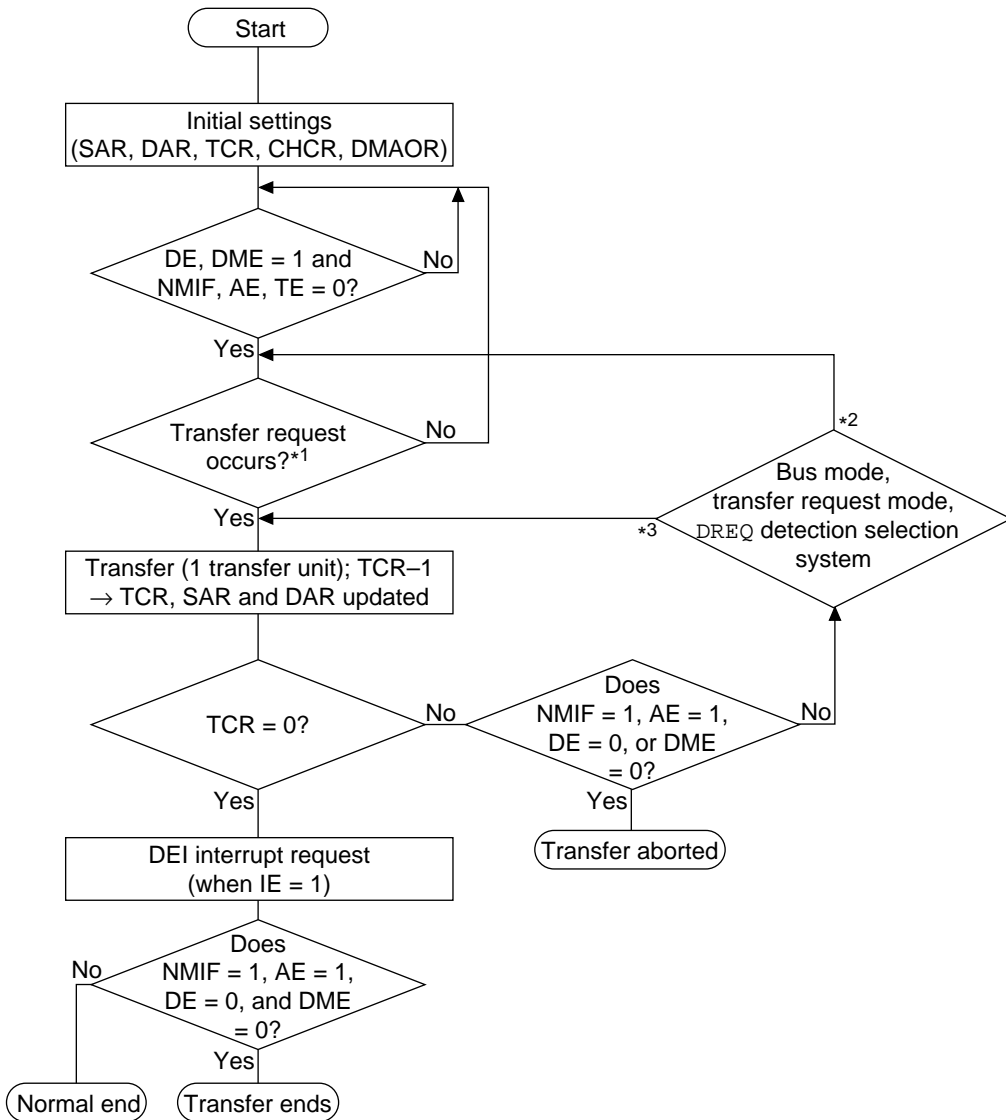 Start
Initial settings
(SAR, DAR, TCR, CHCR, DMAOR)
DE, DME = 1 and
NMIF, AE, TE = 0?
No
Yes
Transfer request
occurs?*1
No
Yes
*2
Bus mode,
transfer request mode,
DREQ detection selection
system
*3
Transfer (1 transfer unit); TCR–1
→ TCR, SAR and DAR updated
TCR = 0?
No
Yes
Does
NMIF = 1, AE = 1,
DE = 0, or DME
= 0?
No
Yes
Transfer aborted
DEI interrupt request
(when IE = 1)
Does
NMIF = 1, AE = 1,
DE = 0, and DME
= 0?
No
Yes
Normal end
Transfer ends